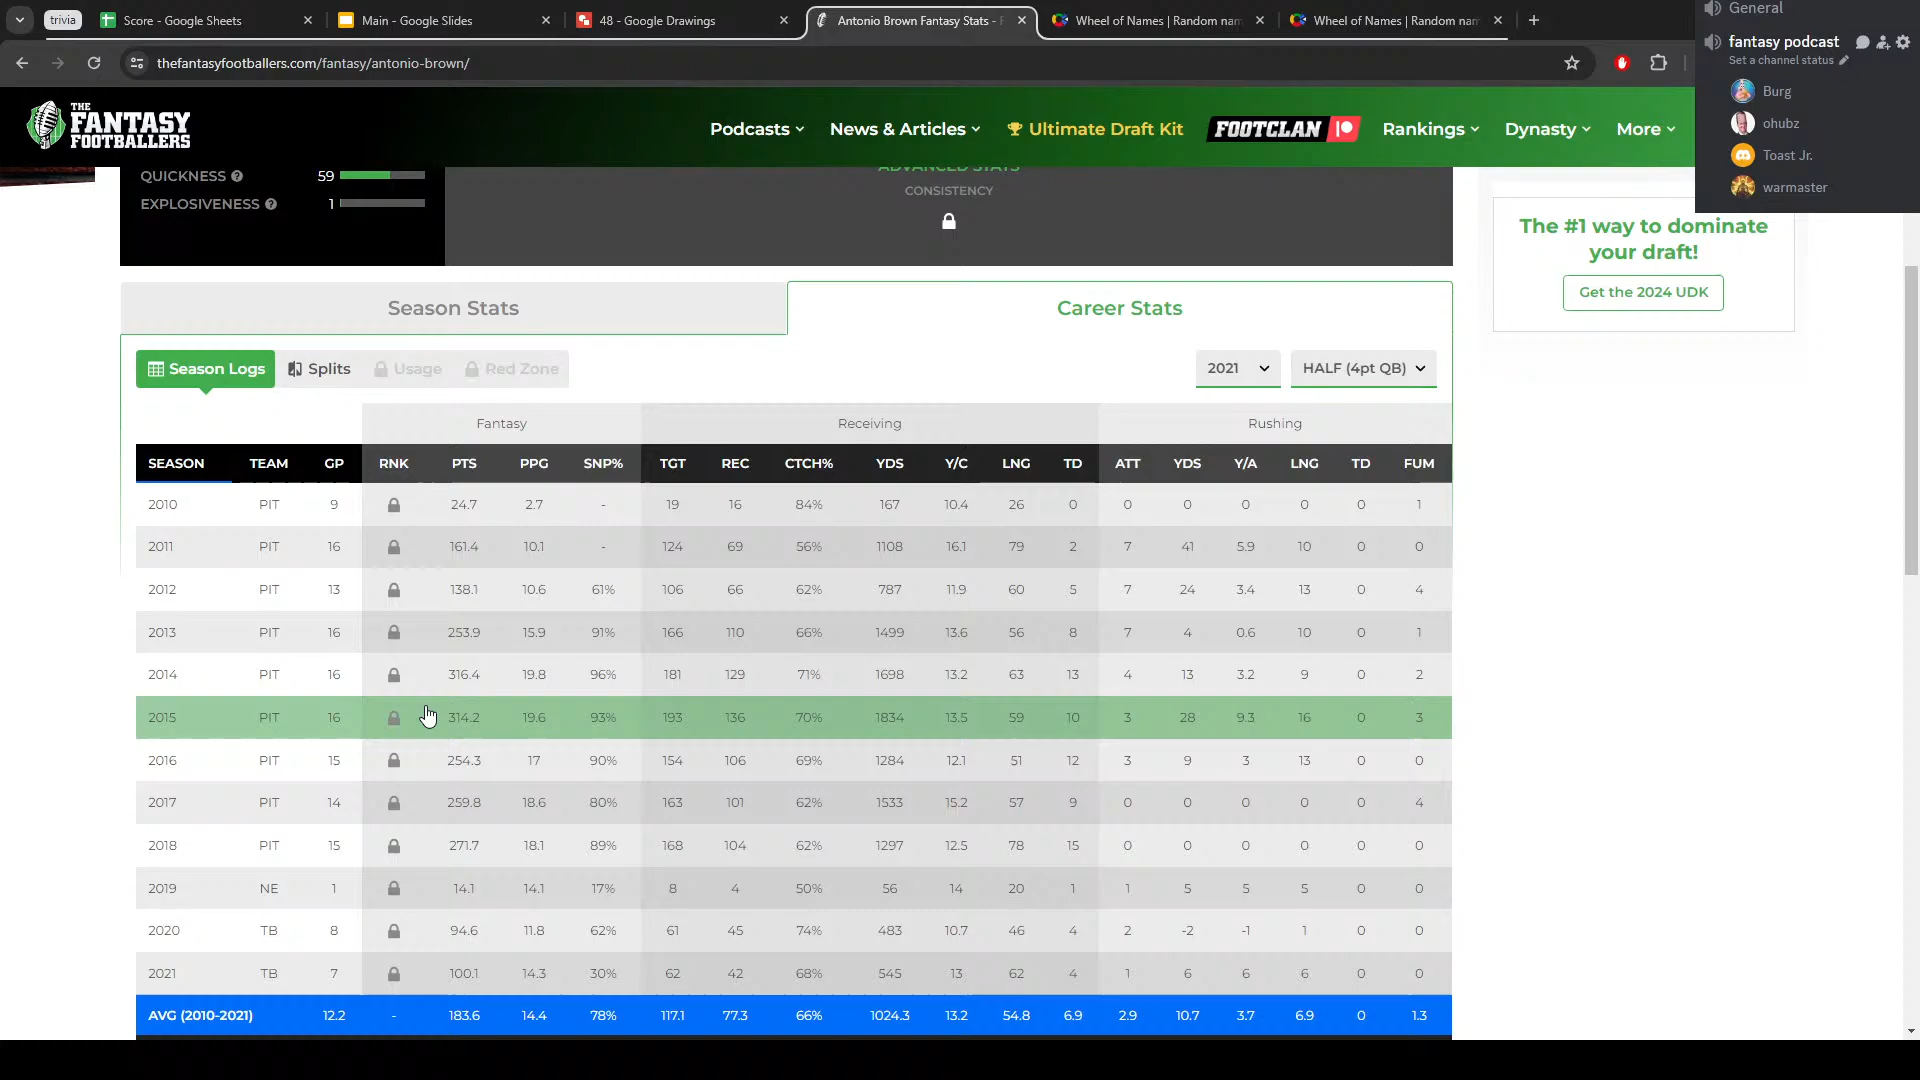 trivia
Score - Google Sheets
Main - Google Slides
48 - Google Drawings
Antonio Brown Fantasy Stats - F
Wheel of Names | Random nam
Wheel of Names | Random nam
General
fantasy podcast
Set a channel status
Burg
ohubz
Toast Jr.
warmaster
thefantasyfootballers.com/fantasy/antonio-brown/
THE FANTASY FOOTBALLERS
Podcasts
News & Articles
Ultimate Draft Kit
FOOTCLAN
Rankings
Dynasty
More
QUICKNESS 59
EXPLOSIVENESS 1
ADVANCED STATS
CONSISTENCY
The #1 way to dominate
your draft!
Get the 2024 UDK
Season Stats
Career Stats
Season Logs
Splits
Usage
Red Zone
2021
HALF (4pt QB)
Fantasy Receiving Rushing
SEASON TEAM GP RNK PTS PPG SNP% TGT REC CTCH% YDS Y/C LNG TD ATT YDS Y/A LNG TD FUM
2010 PIT 9 24.7 2.7 - 19 16 84% 167 10.4 26 0 0 0 0 0 0 1
2011 PIT 16 161.4 10.1 - 124 69 56% 1108 16.1 79 2 7 41 5.9 10 0 0
2012 PIT 13 138.1 10.6 61% 106 66 62% 787 11.9 60 5 7 24 3.4 13 0 4
2013 PIT 16 253.9 15.9 91% 166 110 66% 1499 13.6 56 8 7 4 0.6 10 0 1
2014 PIT 16 316.4 19.8 96% 181 129 71% 1698 13.2 63 13 4 13 3.2 9 0 2
2015 PIT 16 314.2 19.6 93% 193 136 70% 1834 13.5 59 10 3 28 9.3 16 0 3
2016 PIT 15 254.3 17 90% 154 106 69% 1284 12.1 51 12 3 9 3 13 0 0
2017 PIT 14 259.8 18.6 80% 163 101 62% 1533 15.2 57 9 0 0 0 0 0 4
2018 PIT 15 271.7 18.1 89% 168 104 62% 1297 12.5 78 15 0 0 0 0 0 0
2019 NE 1 14.1 14.1 17% 8 4 50% 56 14 20 1 1 5 5 5 0 0
2020 TB 8 94.6 11.8 62% 61 45 74% 483 10.7 46 4 2 -2 -1 1 0 0
2021 TB 7 100.1 14.3 30% 62 42 68% 545 13 62 4 1 6 6 6 0 0
AVG (2010-2021) 12.2 - 183.6 14.4 78% 117.1 77.3 66% 1024.3 13.2 54.8 6.9 2.9 10.7 3.7 6.9 0 1.3